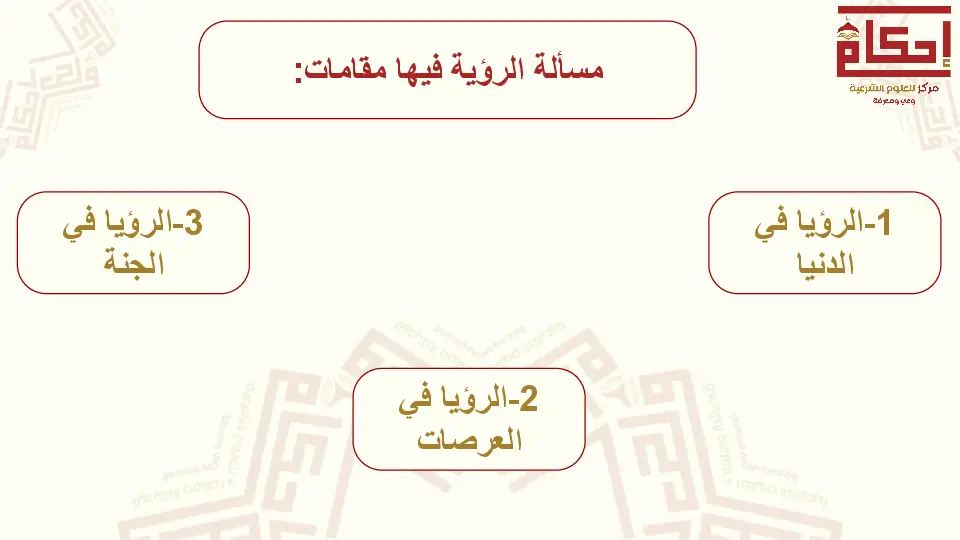 إحكام
مركز للعلوم الشرعية
وعي ومعرفة
مسألة الرؤية فيها مقامات:
1-الرؤيا في
الدنيا
2-الرؤيا في
العرصات
3-الرؤيا في
الجنة